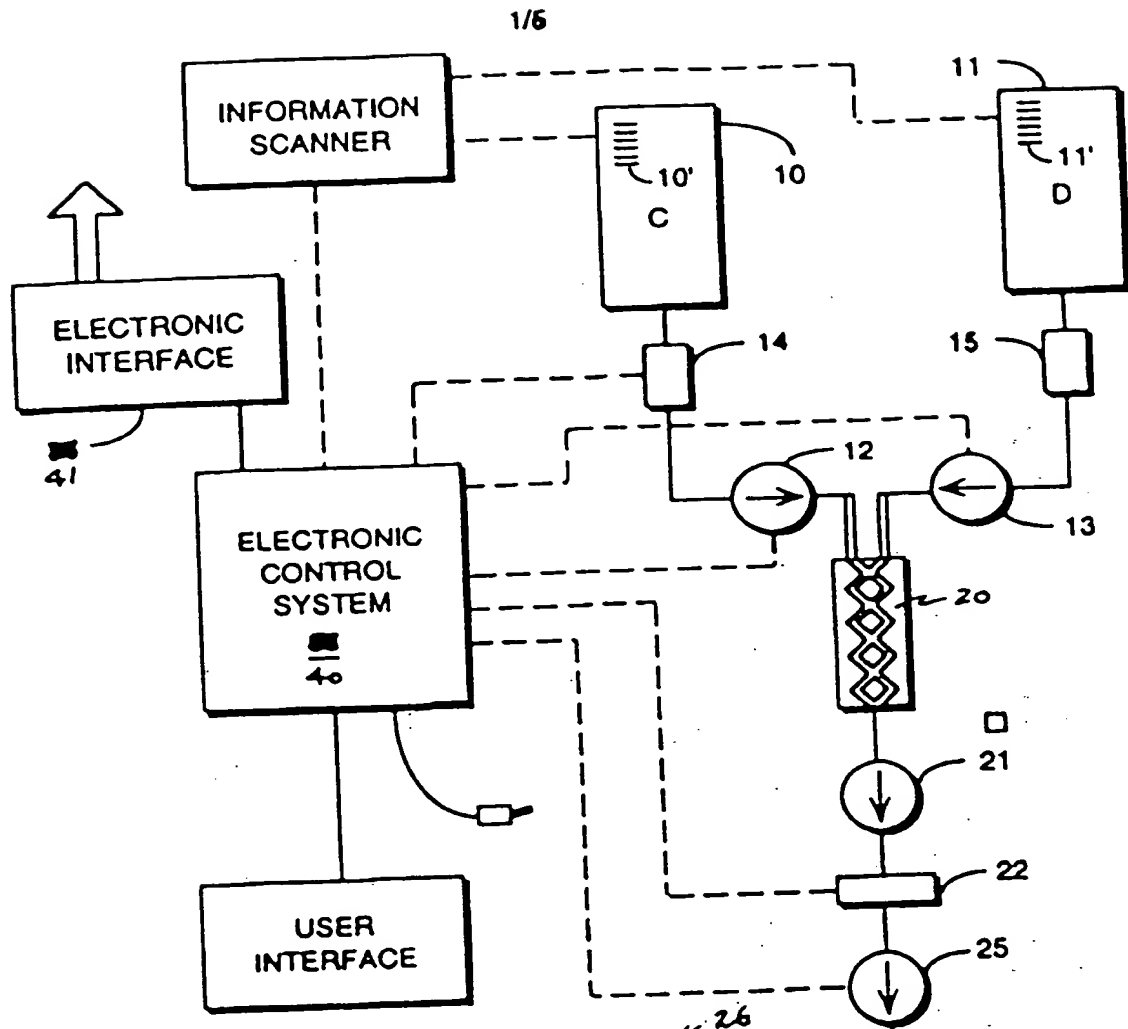 1/6
INFORMATION
SCANNER
11
10'
C
10
11'
D
ELECTRONIC
INTERFACE
41
14
15
12
13
ELECTRONIC
CONTROL
SYSTEM
40
20
21
22
USER
INTERFACE
25
26